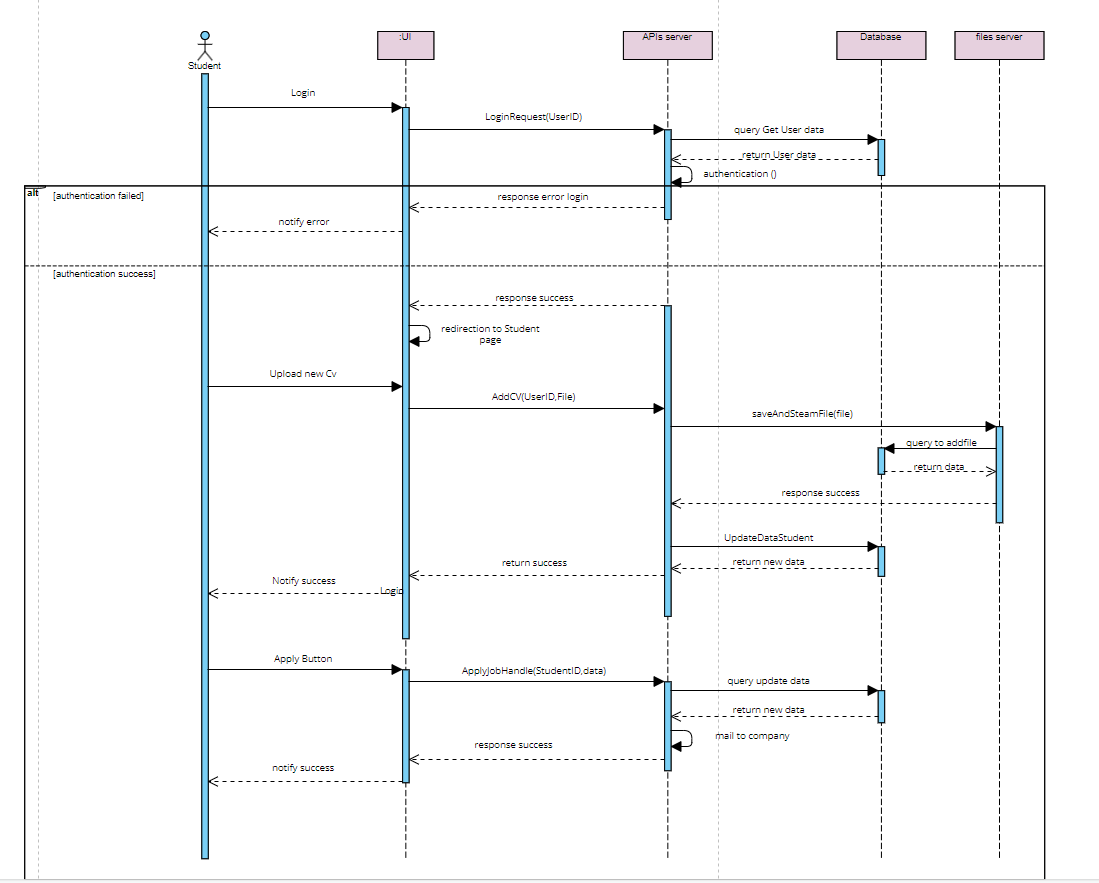 :UI
APIs server
Database
files server
Student
Login
LoginRequest(UserID)
query Get User data
return User data
authentication ()
alt
[authentication failed]
response error login
notify error
[authentication success]
response success
redirection to Student
page
Upload new Cv
AddCV(UserID,File)
saveAndSteamFile(file)
query to addfile
return data
response success
UpdateDataStudent
return new data
return success
Notify success
Login
Apply Button
ApplyJobHandle(StudentID,data)
query update data
return new data
mail to company
response success
notify success